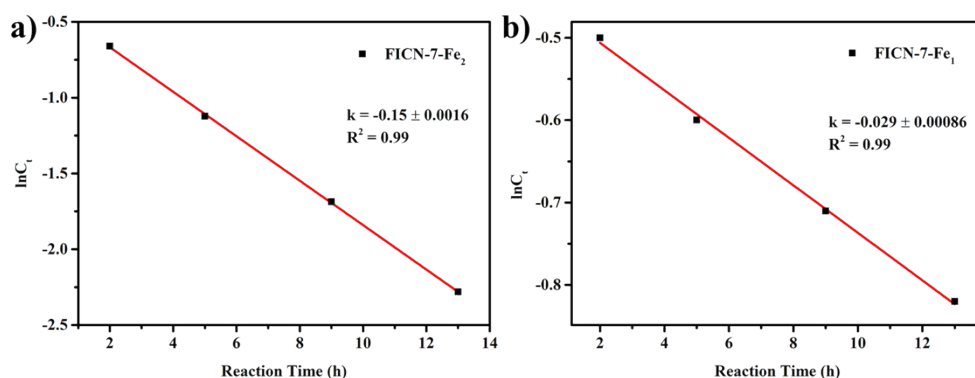 a)
-0.5
-1.0
-1.5
-2.0
-2.5
lnCt
FICN-7-Fe2
k = -0.15 ± 0.0016
R2 = 0.99
2 4 6 8 10 12 14
Reaction Time (h)
b)
-0.5
-0.6
-0.7
-0.8
lnCt
FICN-7-Fe1
k = -0.029 ± 0.00086
R2 = 0.99
2 4 6 8 10 12
Reaction Time (h)